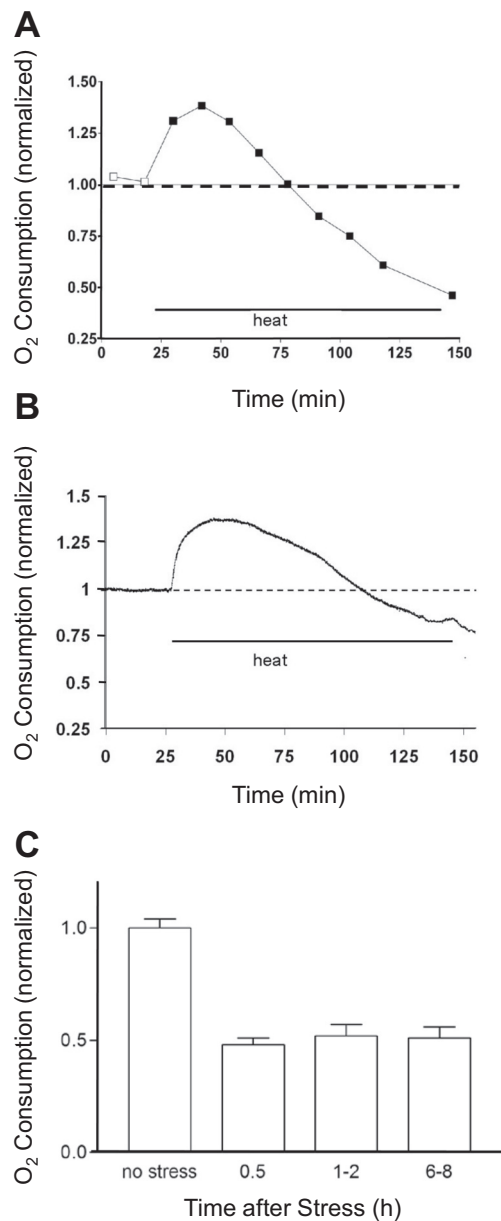 A
O2 Consumption (normalized)
1.50
1.25
1.00
0.75
0.50
0.25
heat
0 25 50 75 100 125 150
Time (min)
B
O2 Consumption (normalized)
1.5
1.25
1
0.75
0.5
0.25
heat
0 25 50 75 100 125 150
Time (min)
C
O2 Consumption (normalized)
1.0
0.5
0.0
no stress 0.5 1-2 6-8
Time after Stress (h)